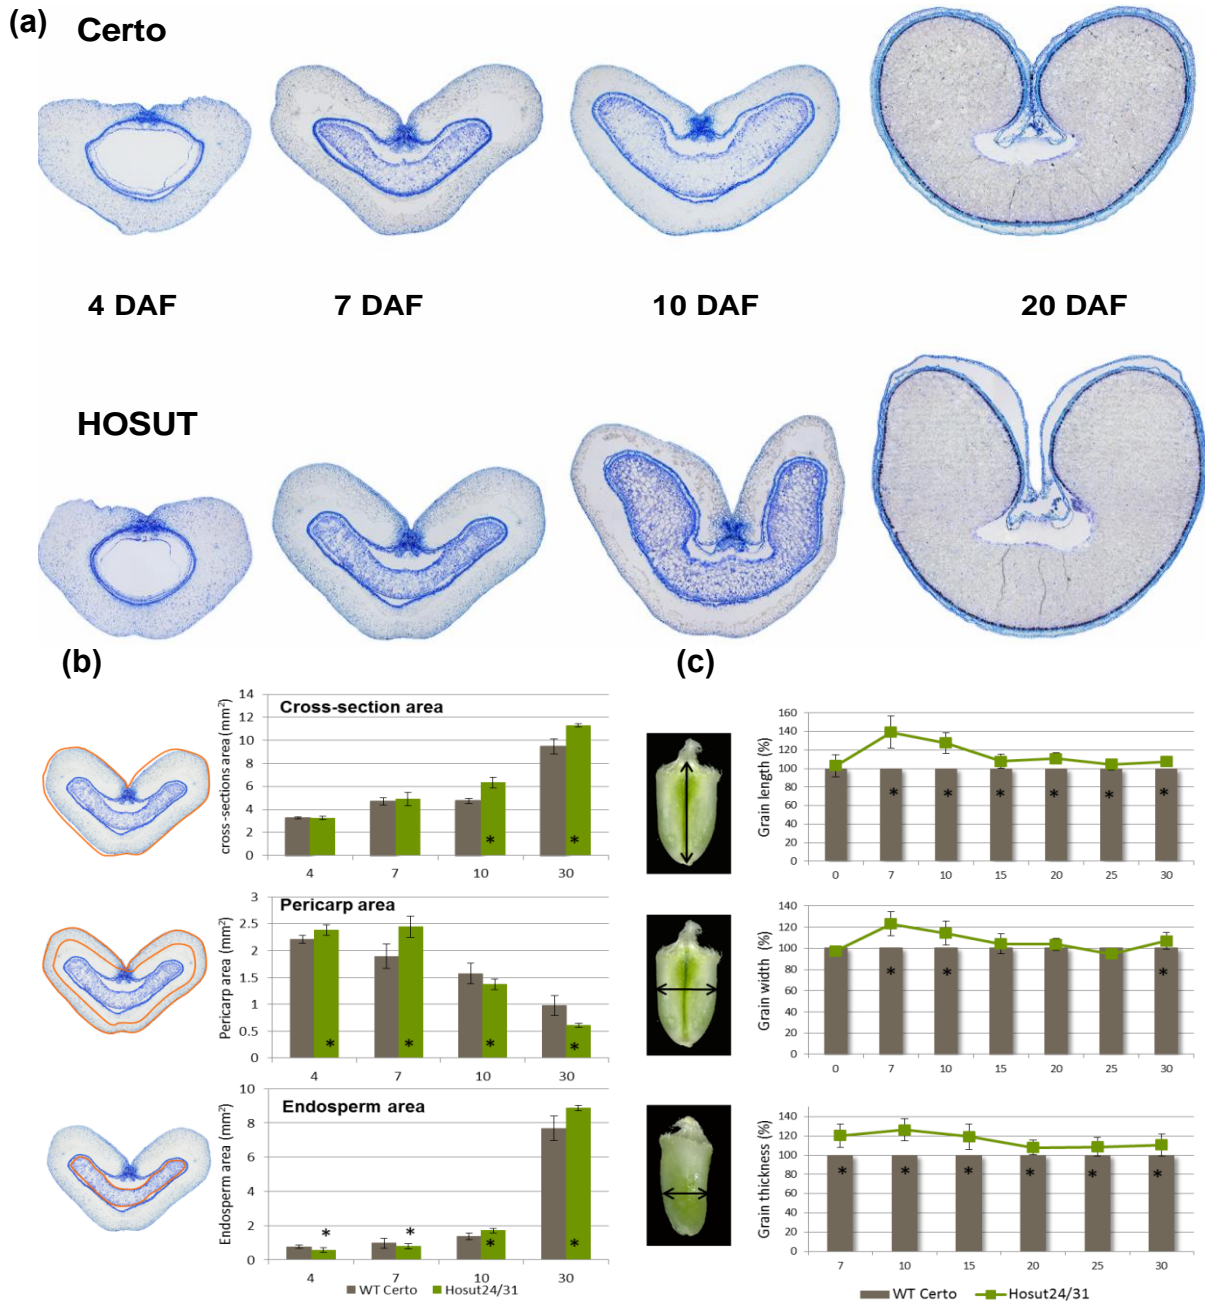 (a) Certo
4 DAF 7 DAF 10 DAF 20 DAF
HOSUT
(b)
Cross-section area
cross-sections area (mm²)
14
12
10
8
6
4
2
0
4 7 10 30
* *
Pericarp area
Pericarp area (mm²)
3
2.5
2
1.5
1
0.5
0
4 7 10 30
* * * *
Endosperm area
Endosperm area (mm²)
10
8
6
4
2
0
4 7 10 30
* * * *
WT Certo Hosut24/31
(c)
Grain length (%)
160
140
120
100
80
60
40
20
0
0 7 10 15 20 25 30
* * * * * *
Grain width (%)
140
120
100
80
60
40
20
0
0 7 10 15 20 25 30
* * *
Grain thickness (%)
140
120
100
80
60
40
20
0
7 10 15 20 25 30
* * * * * *
WT Certo Hosut24/31